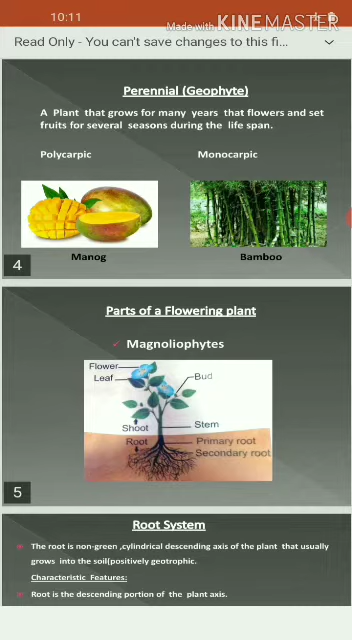 10:11
Made with KINEMASTER
Read Only - You can't save changes to this fi...
Perennial (Geophyte)
A Plant that grows for many years that flowers and set
fruits for several seasons during the life span.
Polycarpic Monocarpic
Manog Bamboo
4
Parts of a Flowering plant
✓ Magnoliophytes
Flower
Leaf Bud
Shoot Stem
Root Primary root
Secondary root
5
Root System
The root is non-green ,cylindrical descending axis of the plant that usually
grows into the soil(positively geotrophic.
Characteristic Features:
Root is the descending portion of the plant axis.